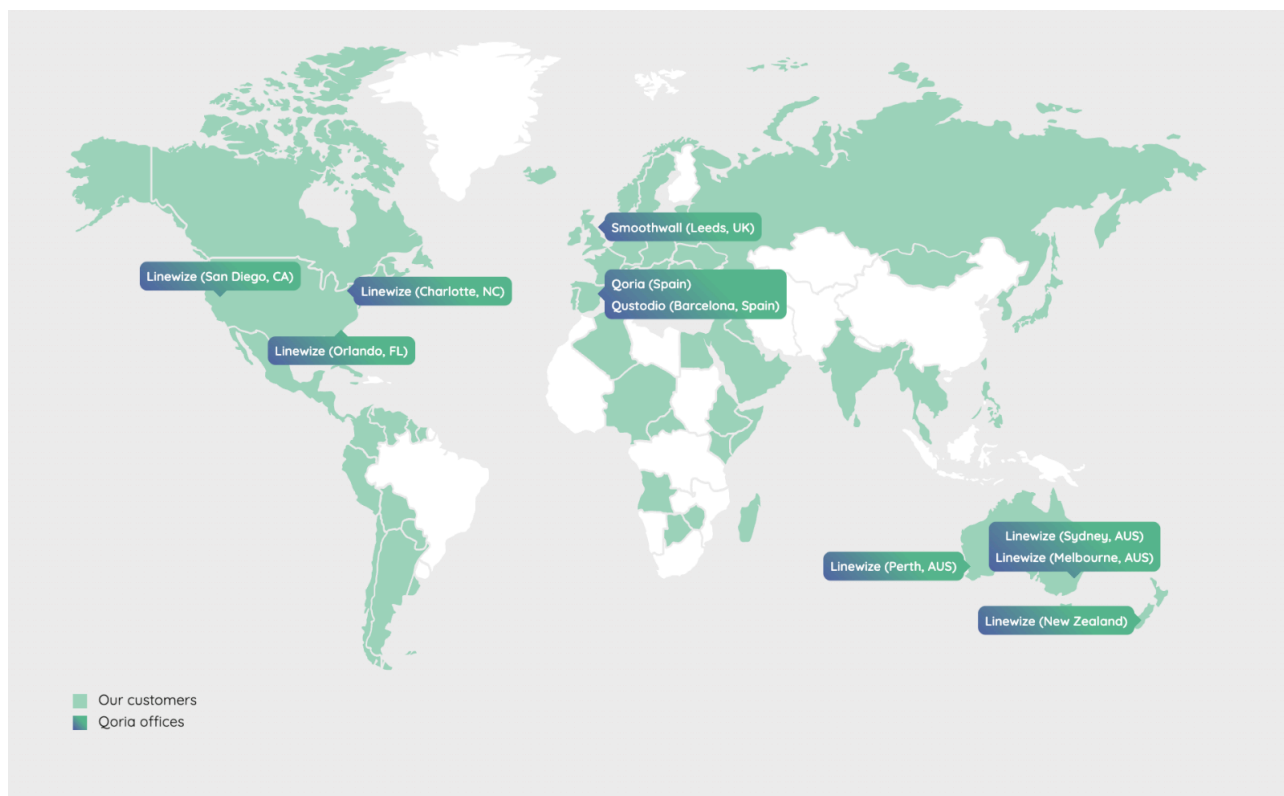 Smoothwall (Leeds, UK)
Linewize (San Diego, CA)
Qoria (Spain)
Linewize (Charlotte, NC)
Qustodio (Barcelona, Spain)
Linewize (Orlando, FL)
Linewize (Sydney, AUS)
Linewize (Melbourne, AUS)
Linewize (Perth, AUS)
Linewize (New Zealand)
Our customers
Qoria offices